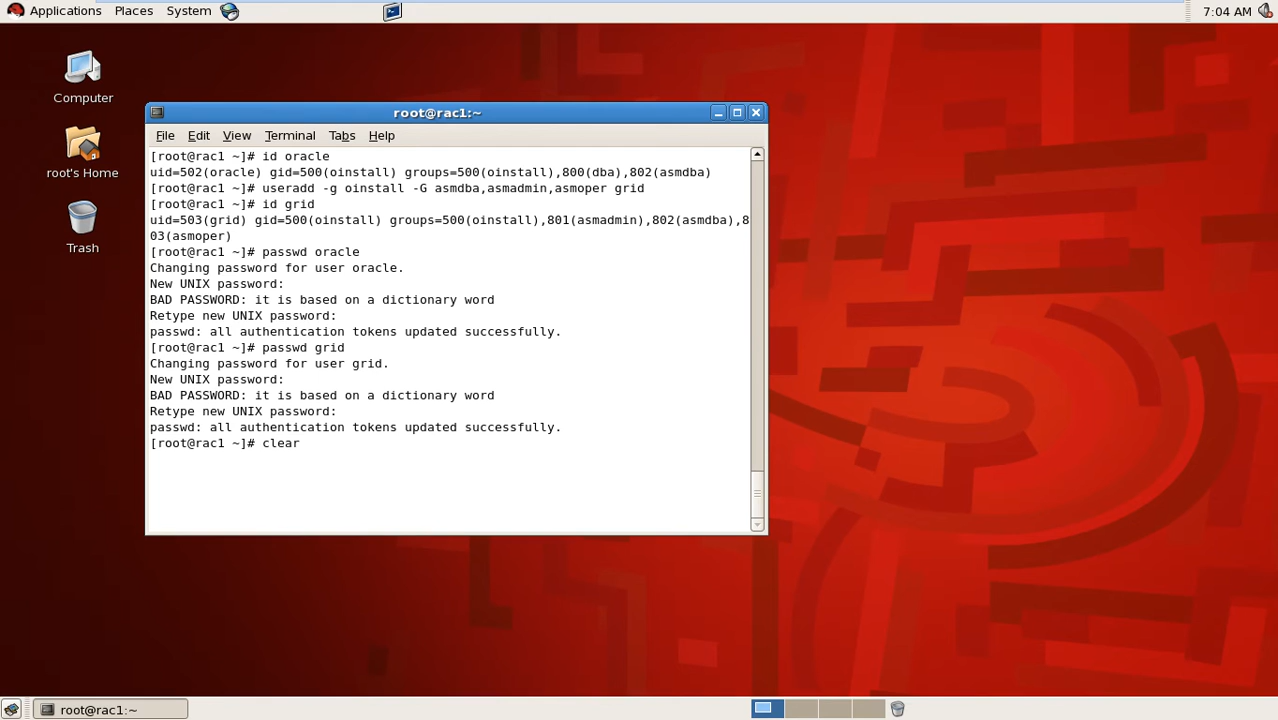 Applications Places System 7:04 AM
Computer
root's Home
Trash
root@rac1:~
File Edit View Terminal Tabs Help
[root@rac1 ~]# id oracle
uid=502(oracle) gid=500(oinstall) groups=500(oinstall),800(dba),802(asmdba)
[root@rac1 ~]# useradd -g oinstall -G asmdba,asmadmin,asmoper grid
[root@rac1 ~]# id grid
uid=503(grid) gid=500(oinstall) groups=500(oinstall),801(asmadmin),802(asmdba),8
03(asmoper)
[root@rac1 ~]# passwd oracle
Changing password for user oracle.
New UNIX password:
BAD PASSWORD: it is based on a dictionary word
Retype new UNIX password:
passwd: all authentication tokens updated successfully.
[root@rac1 ~]# passwd grid
Changing password for user grid.
New UNIX password:
BAD PASSWORD: it is based on a dictionary word
Retype new UNIX password:
passwd: all authentication tokens updated successfully.
[root@rac1 ~]# clear
root@rac1:~